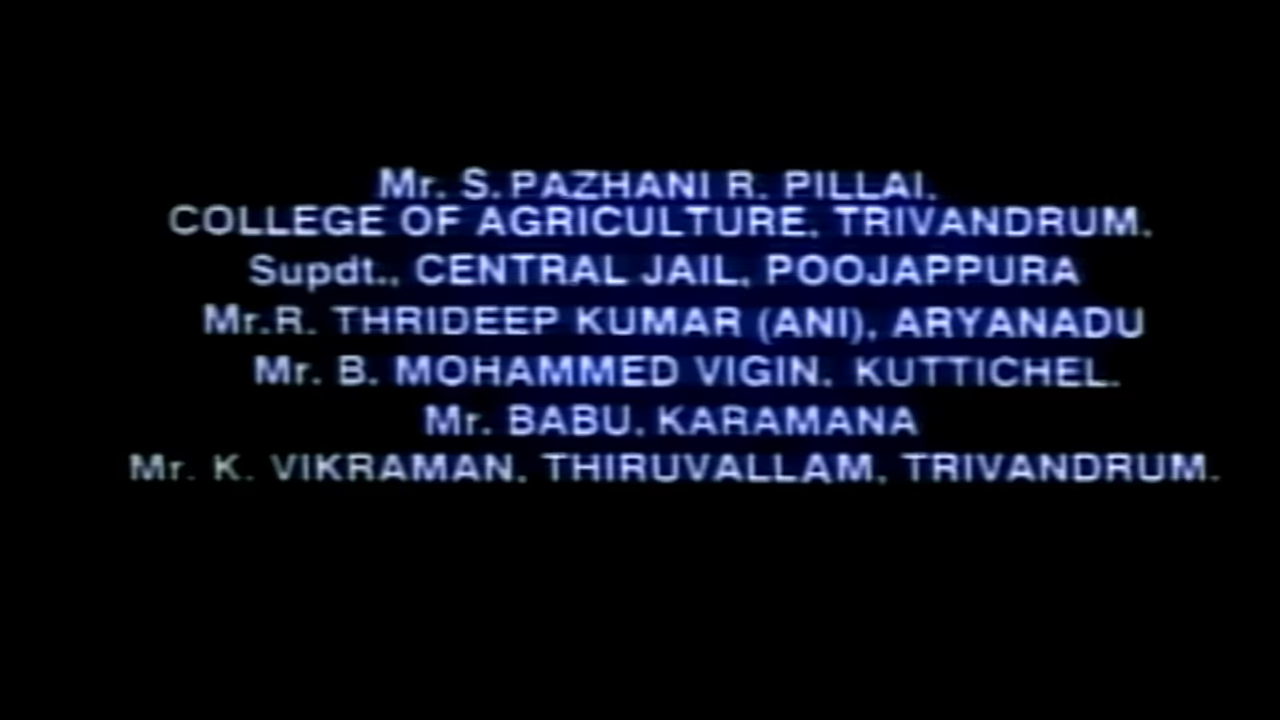 Mr. S. PAZHANI R. PILLAI.
COLLEGE OF AGRICULTURE, TRIVANDRUM.
Supdt., CENTRAL JAIL, POOJAPPURA
Mr.R. THRIDEEP KUMAR (ANI), ARYANADU
Mr. B. MOHAMMED VIGIN, KUTTICHEL.
Mr. BABU, KARAMANA
Mr. K. VIKRAMAN, THIRUVALLAM, TRIVANDRUM.